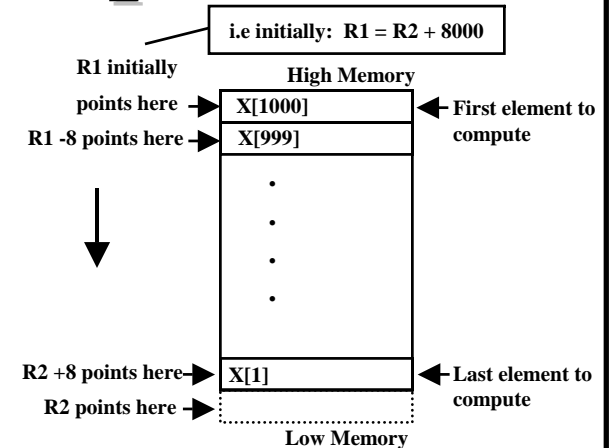 i.e initially: R1 = R2 + 8000
R1 initially
points here
High Memory
X[1000]
First element to
compute
R1 -8 points here
X[999]
R2 +8 points here
X[1]
Last element to
compute
R2 points here
Low Memory